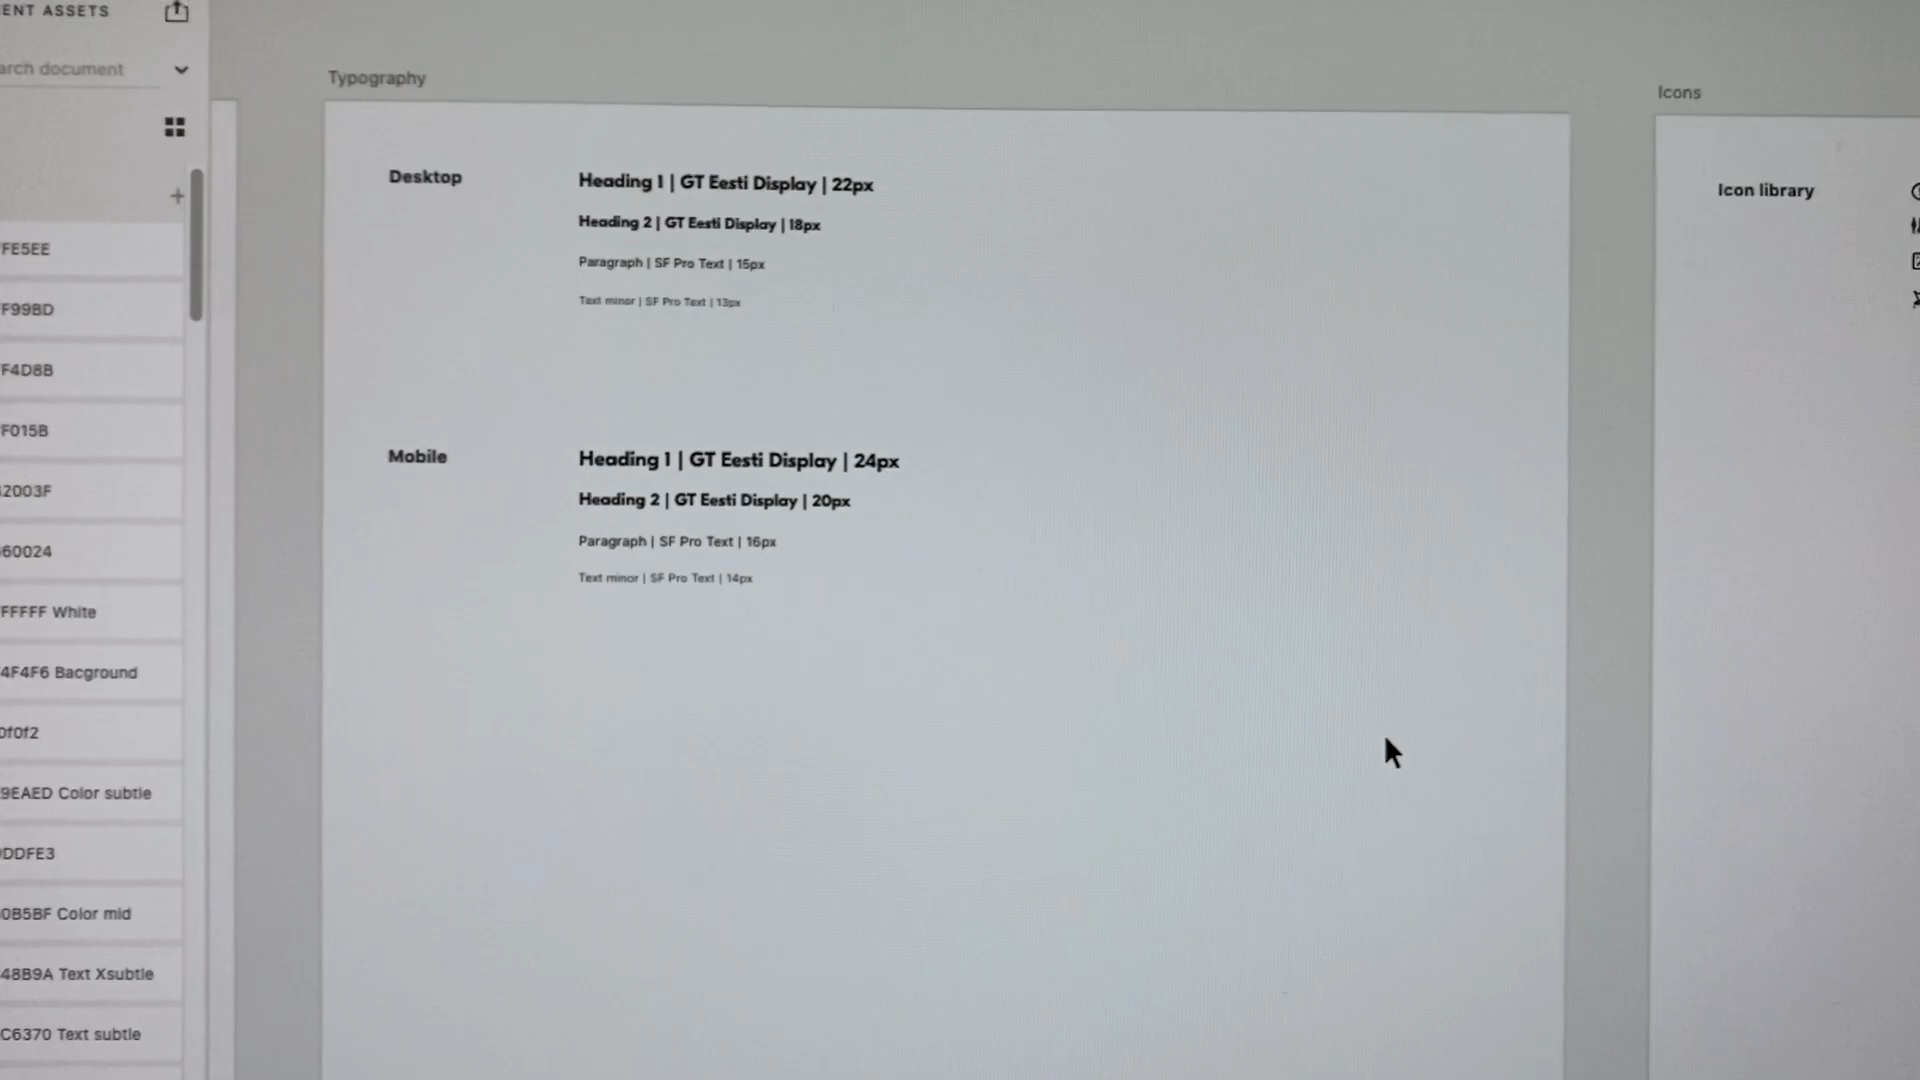 ENT ASSETS
arch document
FE5EE
F99BD
F4D8B
F015B
2003F
60024
FFFFF White
4F4F6 Bacground
0f0f2
9EAED Color subtle
DDFE3
0B5BF Color mid
48B9A Text Xsubtle
C6370 Text subtle
Typography
Desktop
Heading 1 | GT Eesti Display | 22px
Heading 2 | GT Eesti Display | 18px
Paragraph | SF Pro Text | 15px
Text minor | SF Pro Text | 13px
Mobile
Heading 1 | GT Eesti Display | 24px
Heading 2 | GT Eesti Display | 20px
Paragraph | SF Pro Text | 16px
Text minor | SF Pro Text | 14px
Icons
Icon library